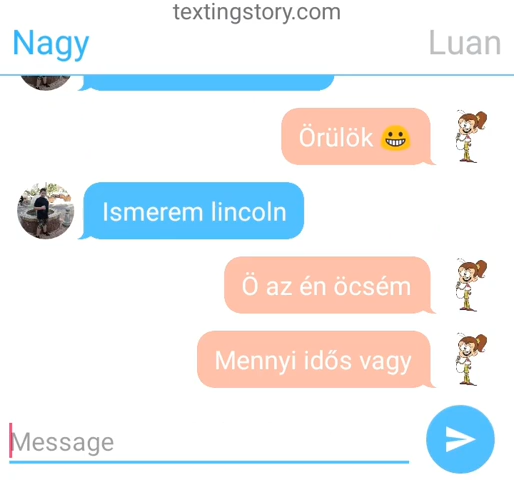 textingstory.com
Nagy
Luan
Örülök 😀
Ismerem lincoln
Ö az én öcsém
Mennyi idős vagy
Message